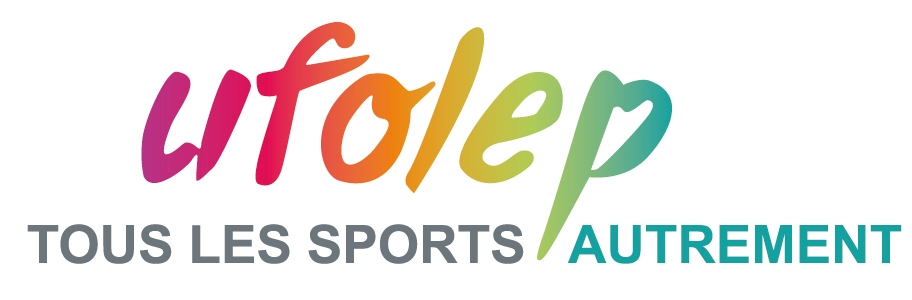 ufolep
TOUS LES SPORTS AUTREMENT